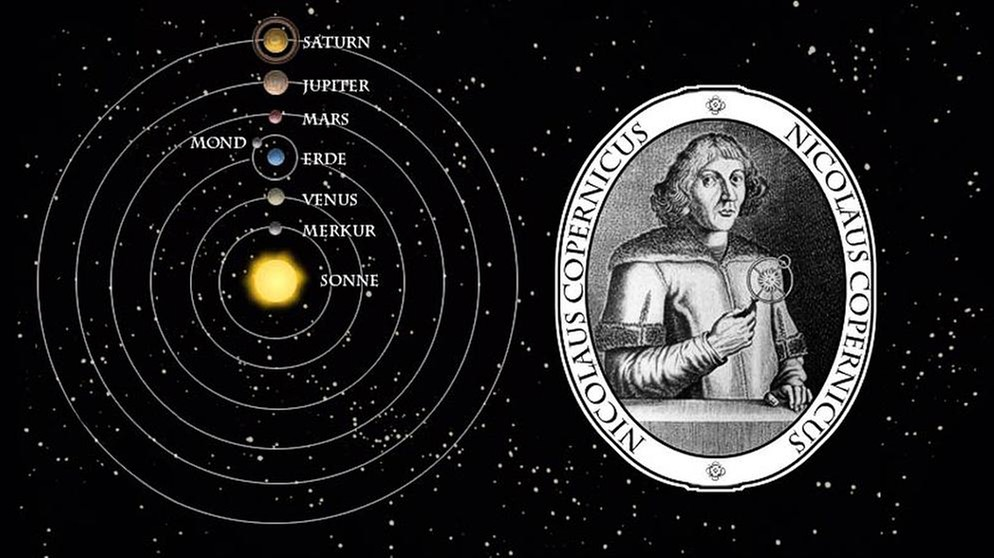 SATURN
JUPITER
MARS
MOND
ERDE
VENUS
MERKUR
SONNE
NICOLAUS COPERNICUS
NICOLAUS COPERNICUS